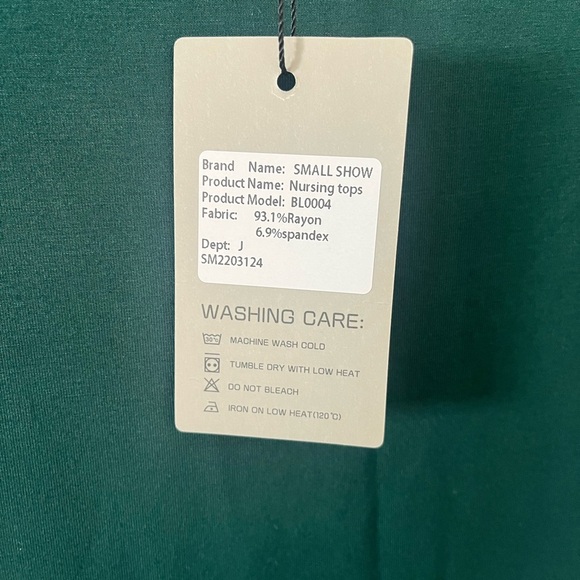 Brand Name: SMALL SHOW
Product Name: Nursing tops
Product Model: BL0004
Fabric: 93.1%Rayon
6.9%spandex
Dept: J
SM2203124
WASHING CARE:
30° MACHINE WASH COLD
TUMBLE DRY WITH LOW HEAT
DO NOT BLEACH
IRON ON LOW HEAT(120℃)